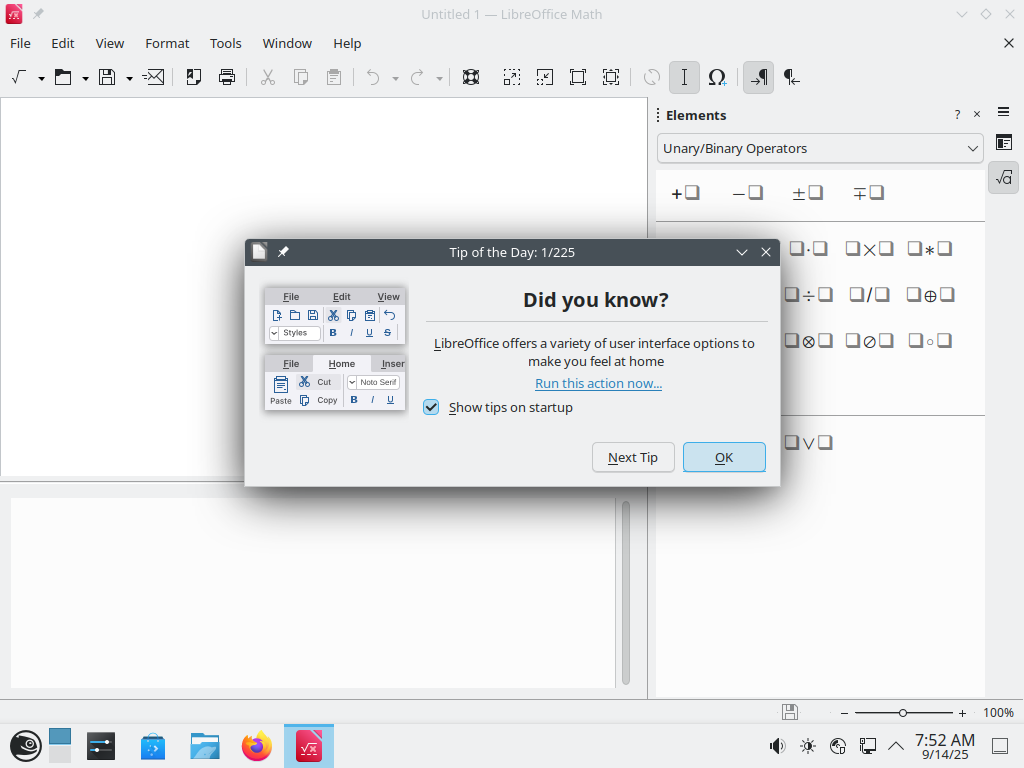 Untitled 1 — LibreOffice Math
File Edit View Format Tools Window Help
Elements
?
Unary/Binary Operators
+❑ −❑ ±❑ ∓❑
❑·❑ ❑×❑ ❑∗❑
❑÷❑ ❑/❑ ❑⊕❑
❑⊗❑ ❑⊘❑ ❑∘❑
❑∨❑
Tip of the Day: 1/225
File Edit View
Styles B I U S
File Home Inser
Cut Noto Serif
Paste Copy B I U
Did you know?
LibreOffice offers a variety of user interface options to
make you feel at home
Run this action now...
Show tips on startup
Next Tip OK
100%
7:52 AM
9/14/25